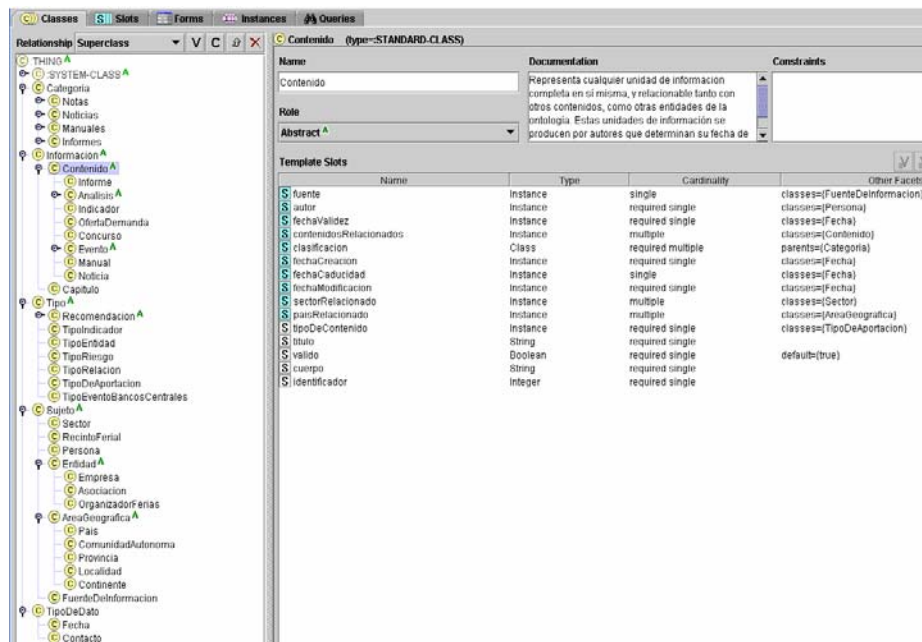 Classes Slots Forms Instances Queries
Relationship Superclass V C
THING A
:SYSTEM-CLASS A
Categoria
Notas
Noticias
Manuales
Informes
Informacion A
Contenido A
Informe
Analisis A
Indicador
OfertaDemanda
Concurso
Evento A
Manual
Noticia
Capitulo
Tipo A
Recomendacion A
TipoIndicador
TipoEntidad
TipoRiesgo
TipoRelacion
TipoDeAportacion
TipoEventoBancosCentrales
Sujeto A
Sector
RecintoFerial
Persona
Entidad A
Empresa
Asociacion
OrganizadorFerias
AreaGeografica A
Pais
ComunidadAutonoma
Provincia
Localidad
Continente
FuenteDeInformacion
TipoDeDato
Fecha
Contacto
Contenido (type=:STANDARD-CLASS)
Name
Contenido
Role
Abstract A
Documentation
Representa cualquier unidad de informacion
completa en sí misma, y relacionable tanto con
otros contenidos, como otras entidades de la
ontologia. Estas unidades de información se
producen por autores que determinan su fecha de
Constraints
Template Slots
Name Type Cardinality Other Facets
S fuente Instance single classes={FuenteDeInformacion}
S autor Instance required single classes={Persona}
S fechaValidez Instance required single classes={Fecha}
S contenidosRelacionados Instance multiple classes={Contenido}
S clasificacion Class required multiple parents={Categoria}
S fechaCreacion Instance required single classes={Fecha}
S fechaCaducidad Instance single classes={Fecha}
S fechaModificacion Instance required single classes={Fecha}
S sectorRelacionado Instance multiple classes={Sector}
S paisRelacionado Instance multiple classes={AreaGeografica}
S tipoDeContenido Instance required single classes={TipoDeAportacion}
S titulo String required single
S valido Boolean required single default={true}
S cuerpo String required single
S identificador Integer required single